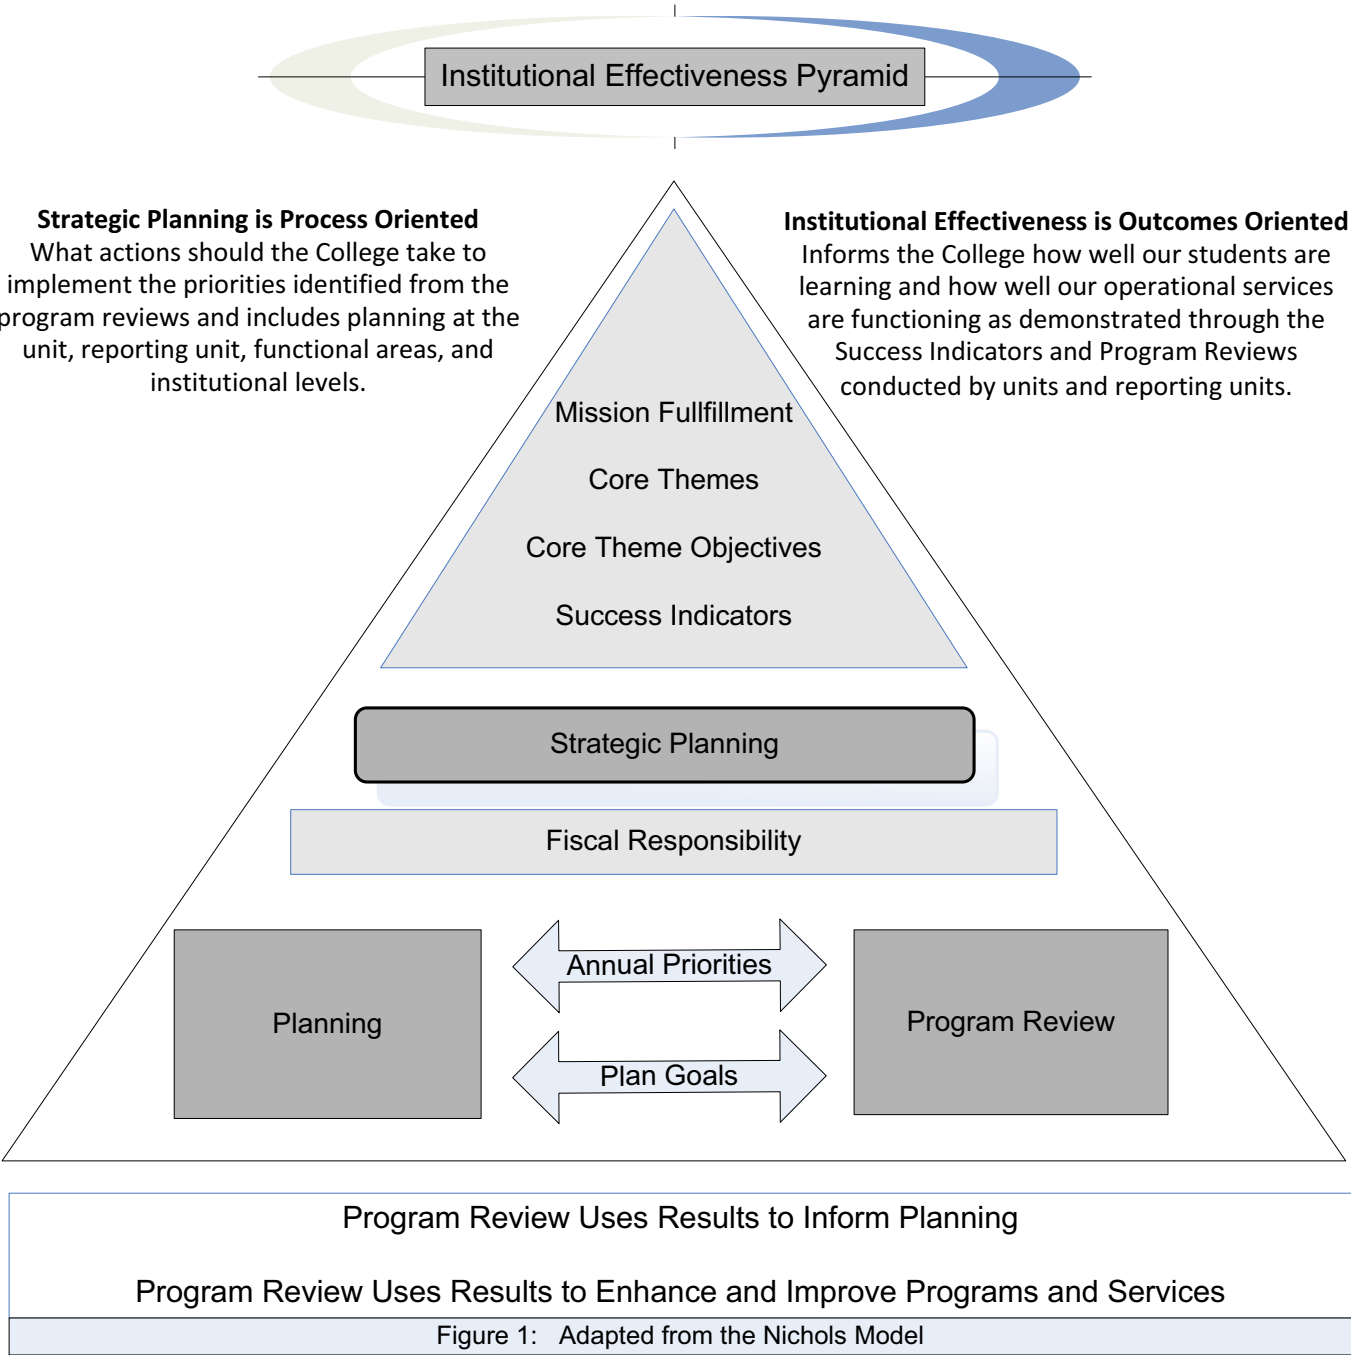 Institutional Effectiveness Pyramid
Strategic Planning is Process Oriented
What actions should the College take to
implement the priorities identified from the
program reviews and includes planning at the
unit, reporting unit, functional areas, and
institutional levels.
Institutional Effectiveness is Outcomes Oriented
Informs the College how well our students are
learning and how well our operational services
are functioning as demonstrated through the
Success Indicators and Program Reviews
conducted by units and reporting units.
Mission Fullfillment
Core Themes
Core Theme Objectives
Success Indicators
Strategic Planning
Fiscal Responsibility
Planning
Annual Priorities
Plan Goals
Program Review
Program Review Uses Results to Inform Planning
Program Review Uses Results to Enhance and Improve Programs and Services
Figure 1: Adapted from the Nichols Model